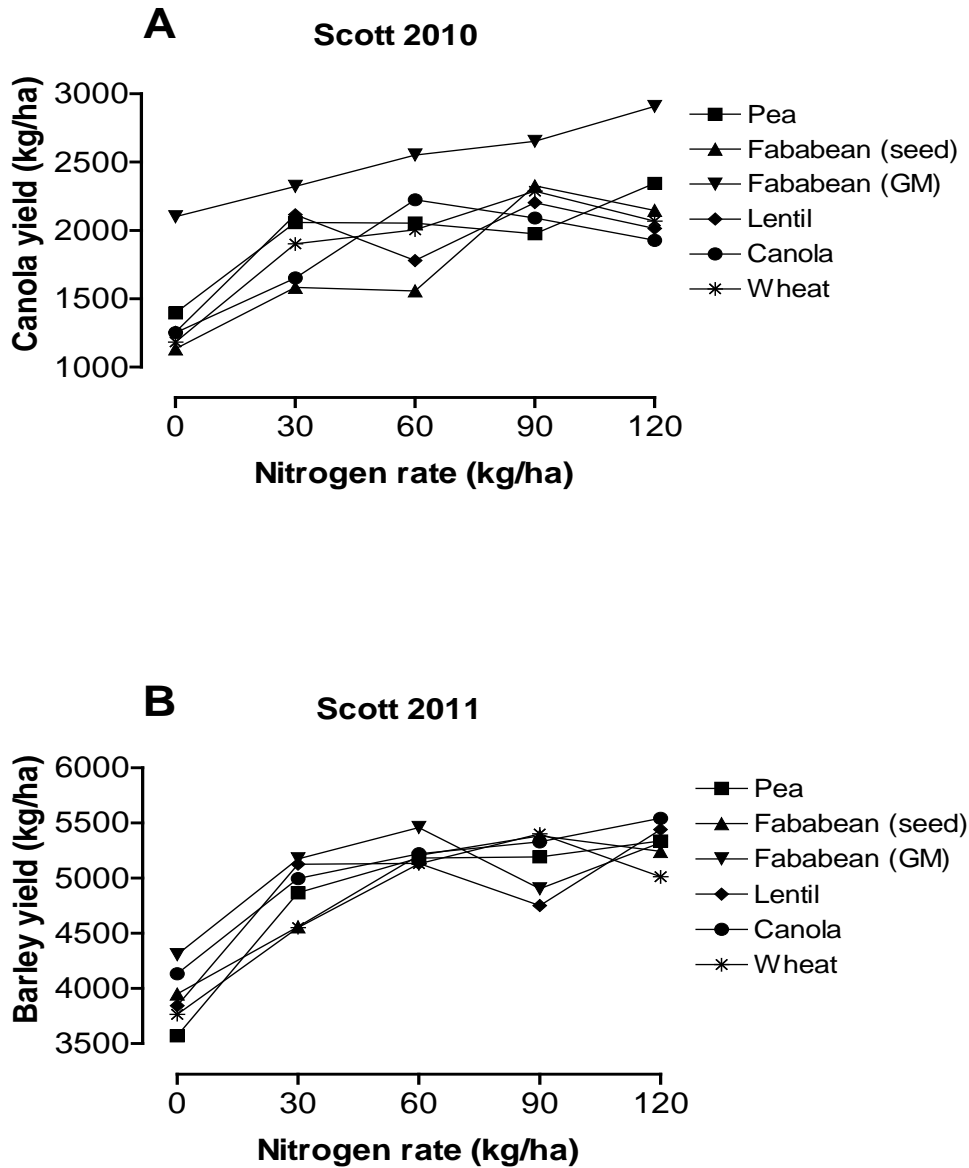 A
Scott 2010
Canola yield (kg/ha)
3000
2500
2000
1500
1000
0 30 60 90 120
Nitrogen rate (kg/ha)
Pea
Fababean (seed)
Fababean (GM)
Lentil
Canola
Wheat
B
Scott 2011
Barley yield (kg/ha)
6000
5500
5000
4500
4000
3500
0 30 60 90 120
Nitrogen rate (kg/ha)
Pea
Fababean (seed)
Fababean (GM)
Lentil
Canola
Wheat